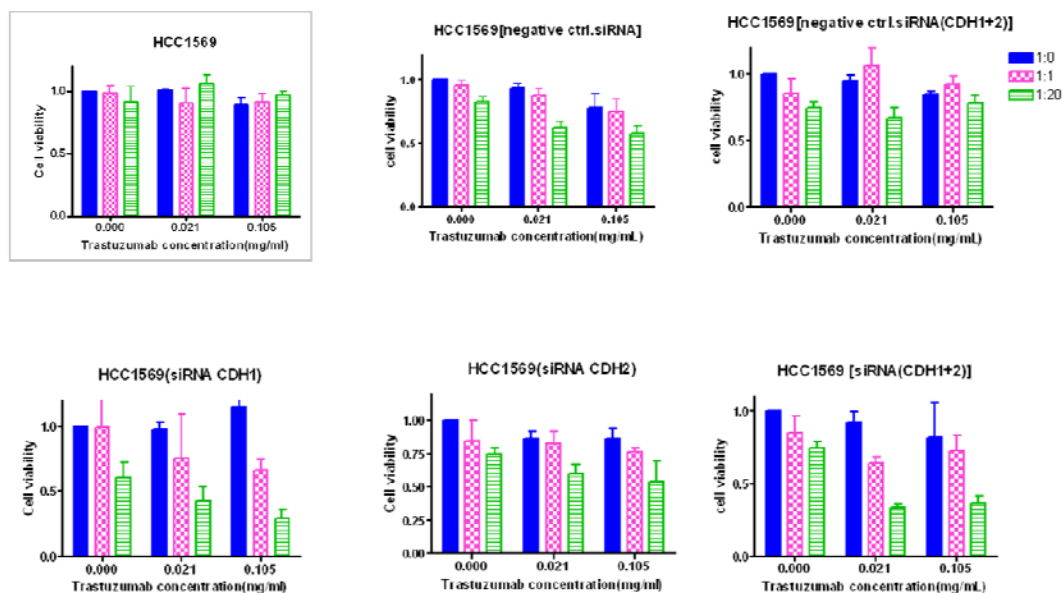 HCC1569
Cell viability
1.0
0.5
1.0
0.000 0.021 0.105
Trastuzumab concentration(mg/ml)
HCC1569[negative ctrl.siRNA]
cell viability
1.0
0.5
0.0
0.000 0.021 0.105
Trastuzumab concentration(mg/mL)
HCC1569[negative ctrl.siRNA(CDH1+2)]
cell viability
1.0
0.5
0.0
0.000 0.021 0.105
Trastuzumab concentration(mg/mL)
1:0
1:1
1:20
HCC1569(siRNA CDH1)
Cell viability
1.0
0.5
0.0
0.000 0.021 0.105
Trastuzumab concentration(mg/ml)
HCC1569(siRNA CDH2)
Cell viability
1.00
0.75
0.50
0.25
0.00
0.000 0.021 0.105
Trastuzumab concentration(mg/ml)
HCC1569 [siRNA(CDH1+2)]
cell viability
1.0
0.5
0.0
0.000 0.021 0.105
Trastuzumab concentration(mg/mL)